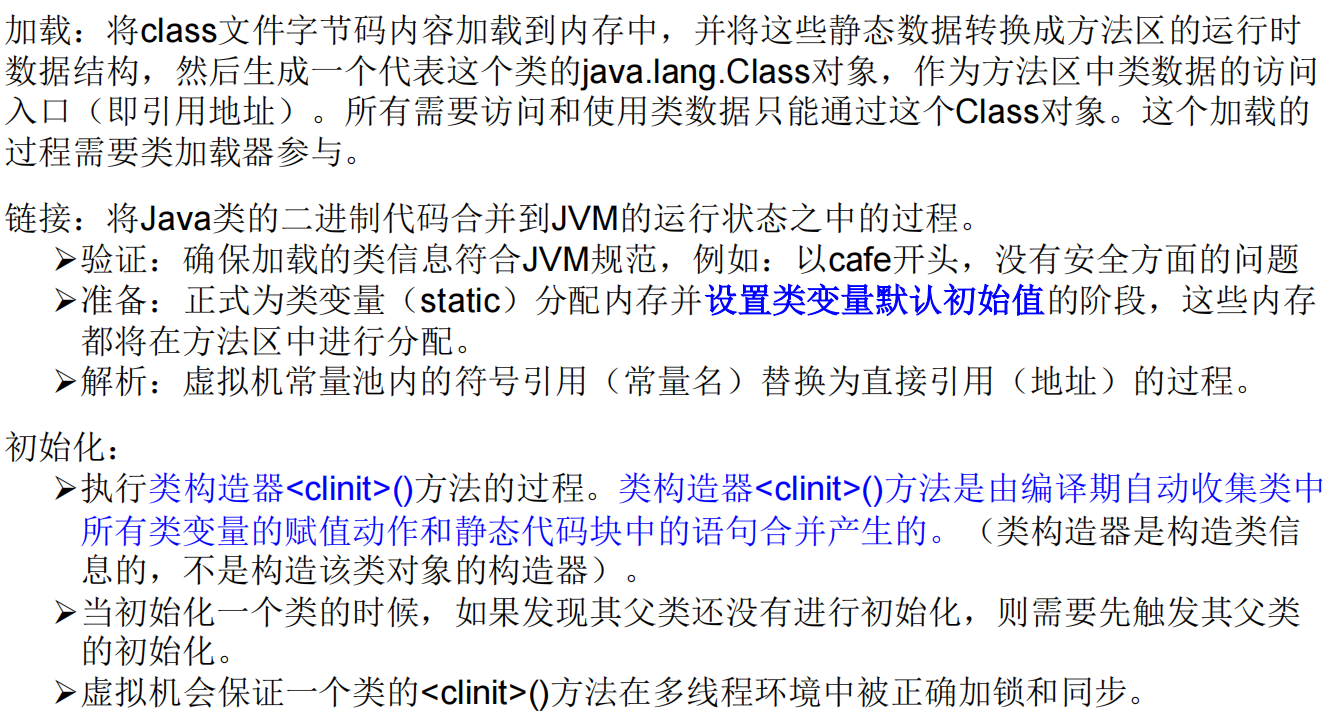 加载：将class文件字节码内容加载到内存中，并将这些静态数据转换成方法区的运行时
数据结构，然后生成一个代表这个类的java.lang.Class对象，作为方法区中类数据的访问
入口（即引用地址）。所有需要访问和使用类数据只能通过这个Class对象。这个加载的
过程需要类加载器参与。
链接：将Java类的二进制代码合并到JVM的运行状态之中的过程。
➢验证：确保加载的类信息符合JVM规范，例如：以cafe开头，没有安全方面的问题
➢准备：正式为类变量（static）分配内存并设置类变量默认初始值的阶段，这些内存
都将在方法区中进行分配。
➢解析：虚拟机常量池内的符号引用（常量名）替换为直接引用（地址）的过程。
初始化：
➢执行类构造器<clinit>()方法的过程。类构造器<clinit>()方法是由编译期自动收集类中
所有类变量的赋值动作和静态代码块中的语句合并产生的。（类构造器是构造类信
息的，不是构造该类对象的构造器）。
➢当初始化一个类的时候，如果发现其父类还没有进行初始化，则需要先触发其父类
的初始化。
➢虚拟机会保证一个类的<clinit>()方法在多线程环境中被正确加锁和同步。